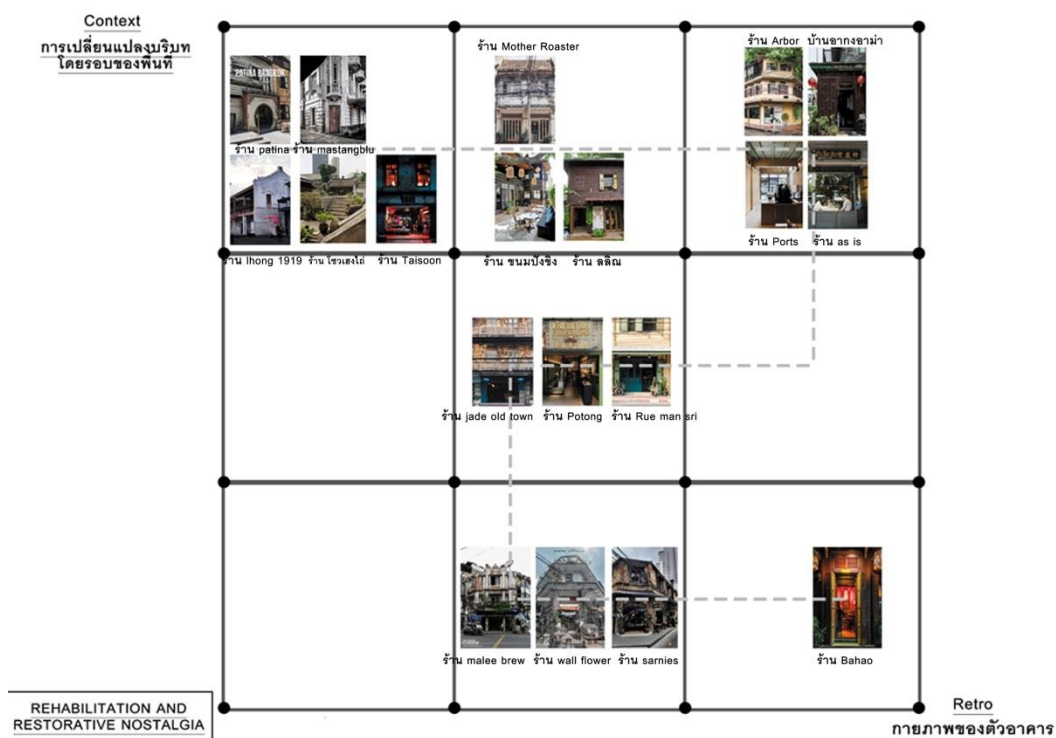 Context
การเปลี่ยนแปลงบริบท
โดยรอบของพื้นที่
ร้าน Mother Roaster
ร้าน Arbor บ้านอากงอาม่า
PATINA BANGKOK
ร้าน patina ร้าน mastangblu
ร้าน lhong 1919 ร้าน โซวเฮงไถ่ ร้าน Taisoon
ร้าน ขนมปังขิง ร้าน ลลิณ
ร้าน Ports ร้าน as is
ร้าน jade old town ร้าน Potong ร้าน Rue man sri
ร้าน malee brew ร้าน wall flower ร้าน sarnies
ร้าน Bahao
REHABILITATION AND
RESTORATIVE NOSTALGIA
Retro
กายภาพของตัวอาคาร